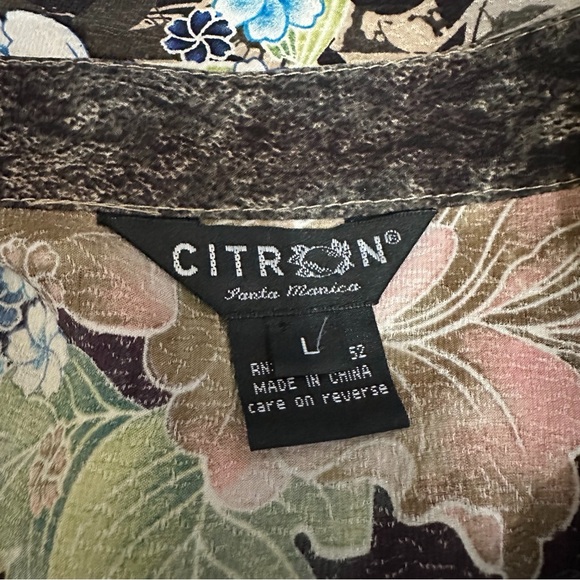 CITRON®
Santa Monica
L
RN: 52
MADE IN CHINA
care on reverse